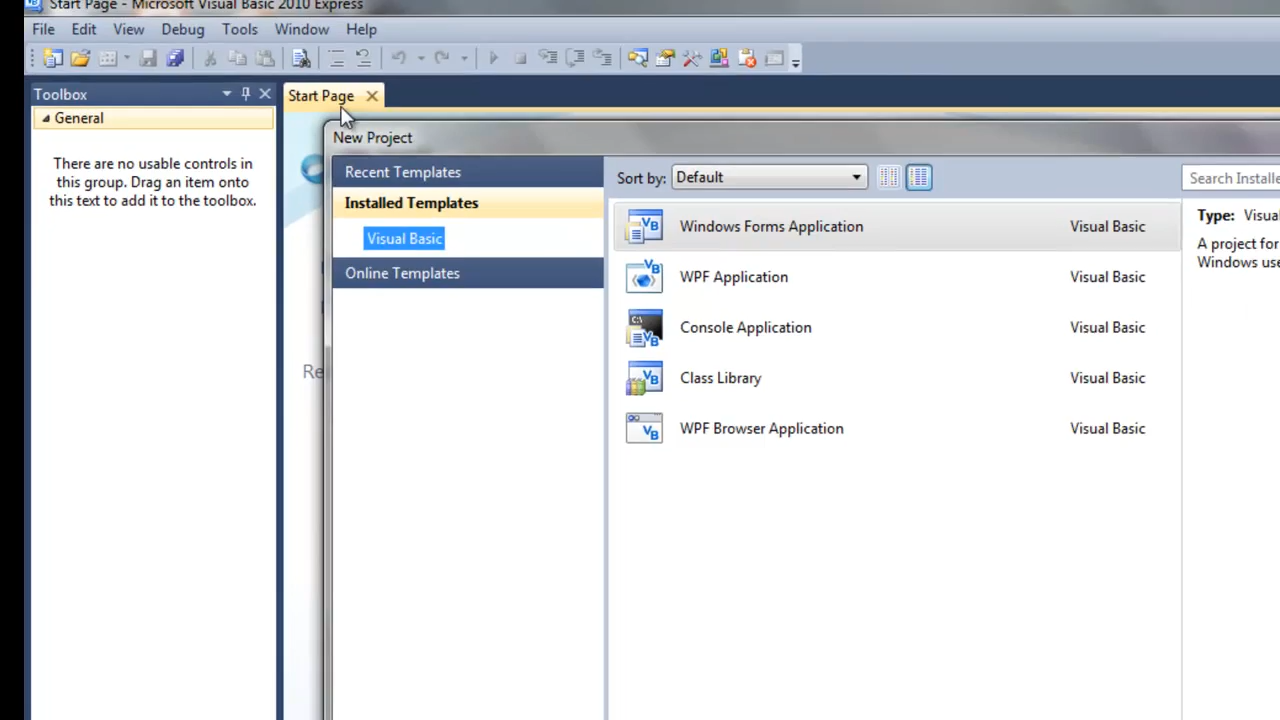 Start Page - Microsoft Visual Basic 2010 Express
File Edit View Debug Tools Window Help
Toolbox
General
There are no usable controls in
this group. Drag an item onto
this text to add it to the toolbox.
Start Page
New Project
Recent Templates
Installed Templates
Visual Basic
Online Templates
Sort by: Default
Search Installe
Windows Forms Application Visual Basic
WPF Application Visual Basic
Console Application Visual Basic
Class Library Visual Basic
WPF Browser Application Visual Basic
Type: Visua
A project for
Windows use
Re